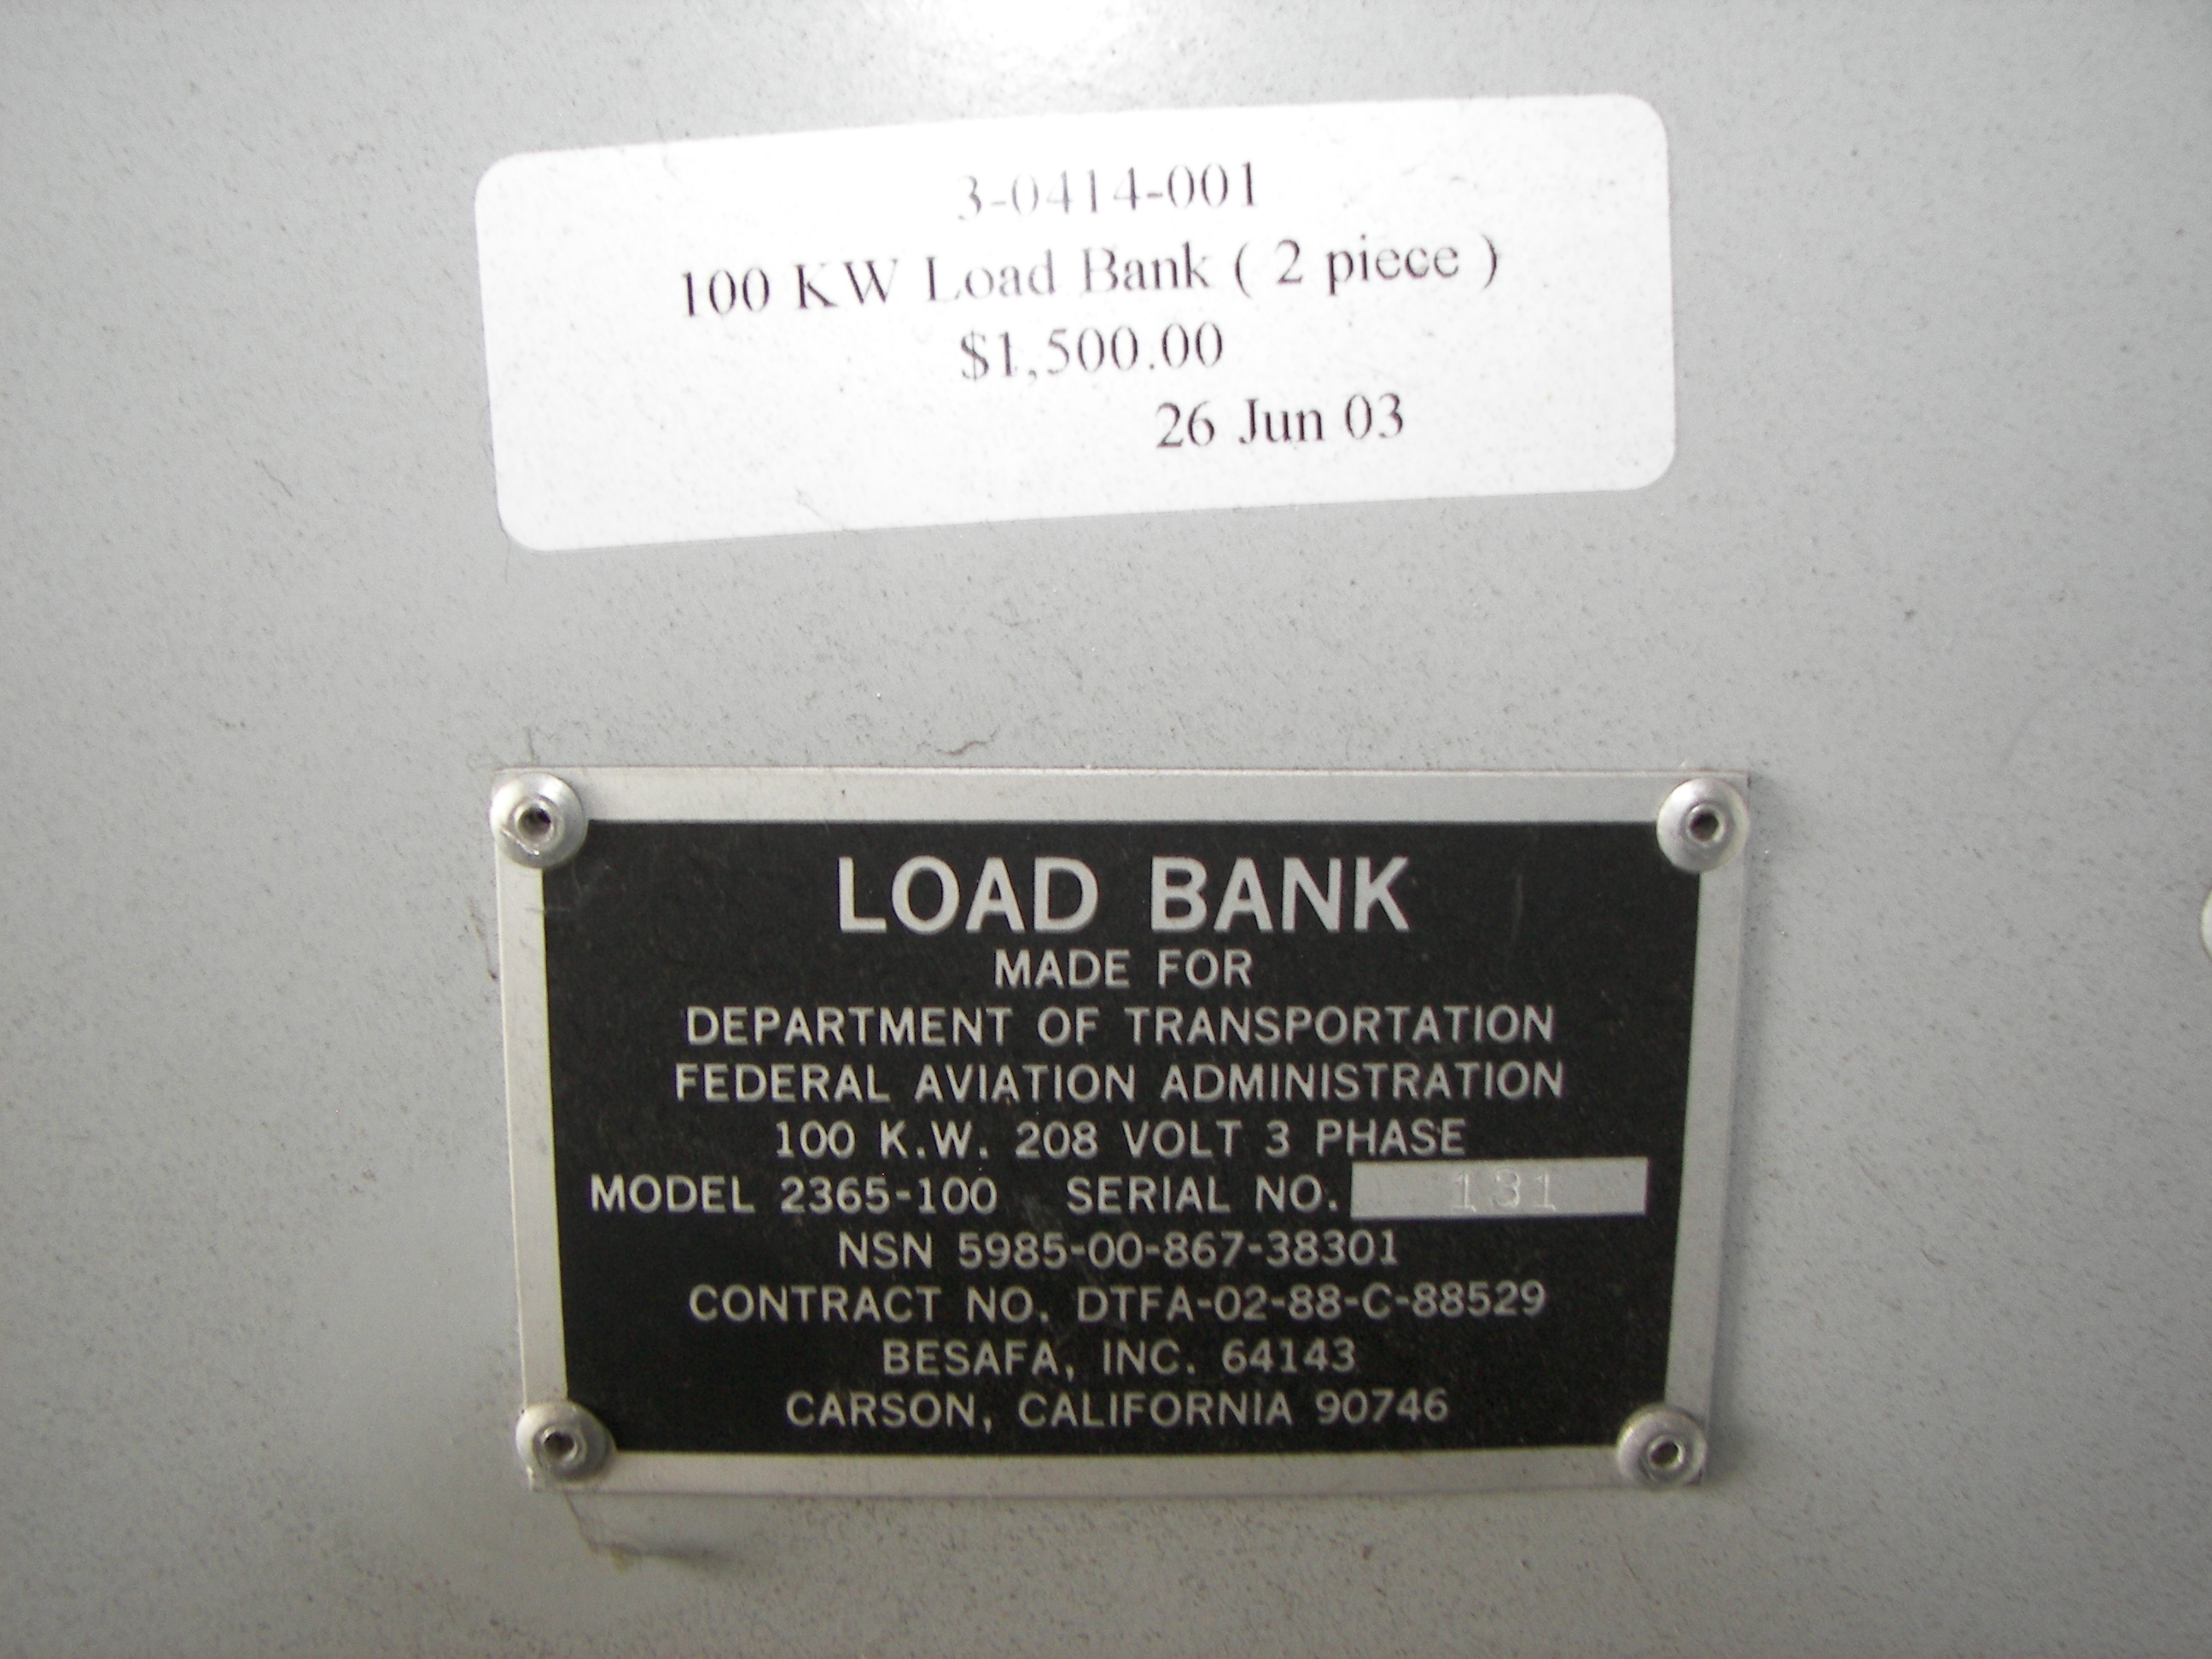 3-0414-001
100 KW Load Bank ( 2 piece )
$1,500.00
26 Jun 03
LOAD BANK
MADE FOR
DEPARTMENT OF TRANSPORTATION
FEDERAL AVIATION ADMINISTRATION
100 K.W. 208 VOLT 3 PHASE
MODEL 2365-100 SERIAL NO. 131
NSN 5985-00-867-38301
CONTRACT NO. DTFA-02-88-C-88529
BESAFA, INC. 64143
CARSON, CALIFORNIA 90746